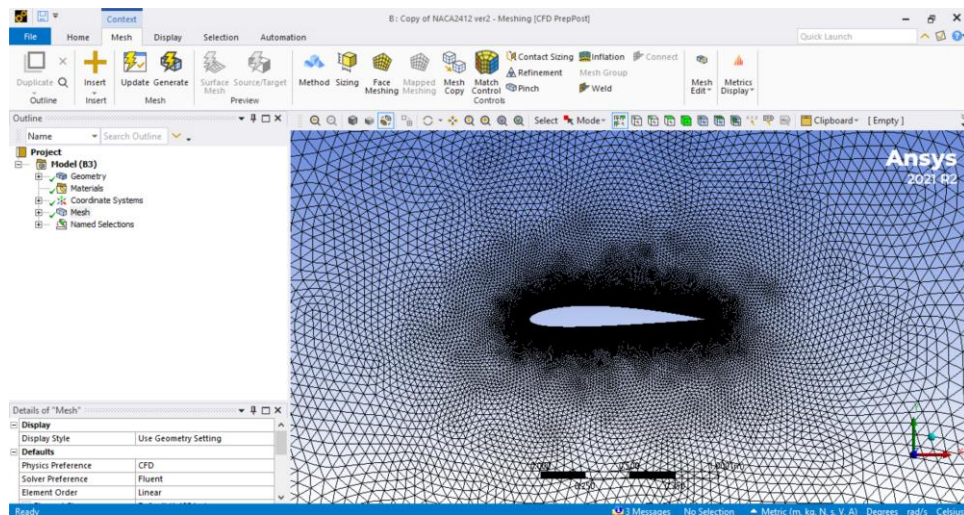 B : Copy of NACA2412 ver2 - Meshing [CFD PrepPost]
Context
File Home Mesh Display Selection Automation
Quick Launch
Duplicate
Outline
Insert
Insert
Update Generate
Mesh
Surface Mesh
Source/Target
Preview
Method Sizing Face Meshing Mapped Meshing Mesh Copy Match Control
Contact Sizing
Refinement
Pinch
Inflation
Mesh Group
Weld
Connect
Controls
Mesh Edit
Metrics Display
Outline
Name Search Outline
Select Mode Clipboard [ Empty ]
Project
Model (B3)
Geometry
Materials
Coordinate Systems
Mesh
Named Selections
Ansys
2021 R2
Details of "Mesh"
Display
Display Style Use Geometry Setting
Defaults
Physics Preference CFD
Solver Preference Fluent
Element Order Linear
Ready
3 Messages No Selection Metric (m, kg, N, s, V, A) Degrees rad/s Celsius